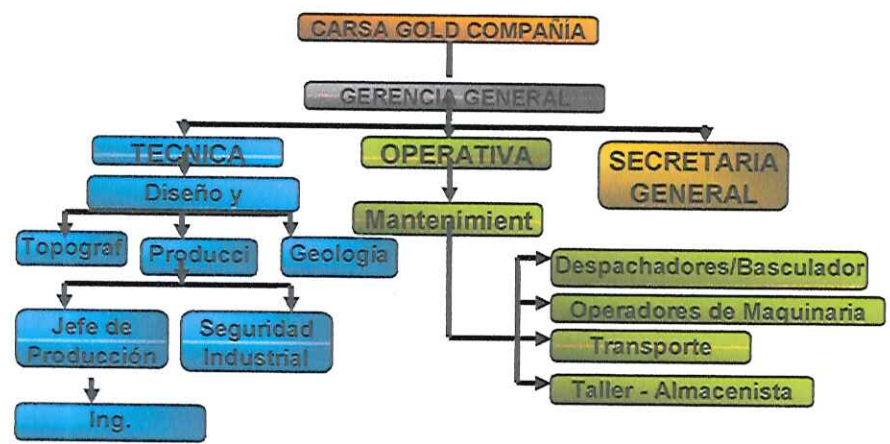 CARSA GOLD COMPAÑÍA
GERENCIA GENERAL
TECNICA
OPERATIVA
SECRETARIA
GENERAL
Diseño y
Mantenimient
Topograf
Producci
Geologia
Despachadores/Basculador
Operadores de Maquinaria
Transporte
Taller - Almacenista
Jefe de
Producción
Seguridad
Industrial
Ing.